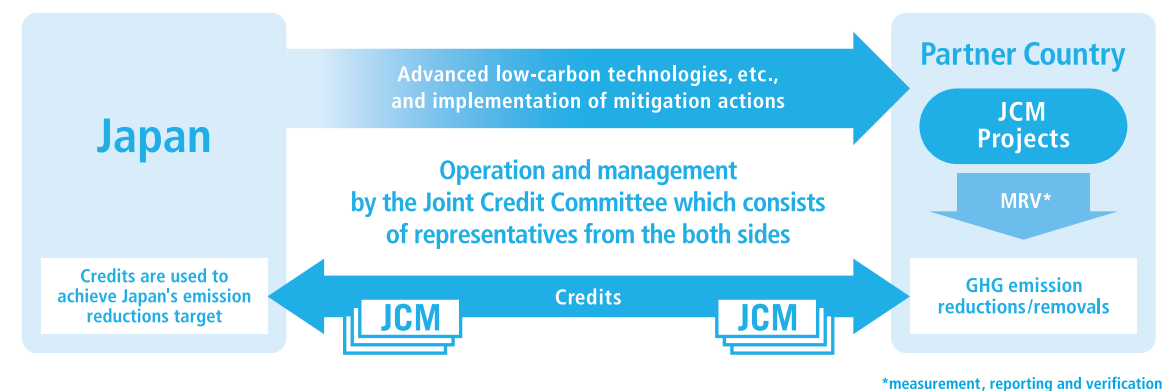 Japan
Advanced low-carbon technologies, etc.,
and implementation of mitigation actions
Partner Country
JCM
Projects
MRV*
Operation and management
by the Joint Credit Committee which consists
of representatives from the both sides
Credits are used to
achieve Japan's emission
reductions target
Credits
JCM
JCM
GHG emission
reductions/removals
*measurement, reporting and verification